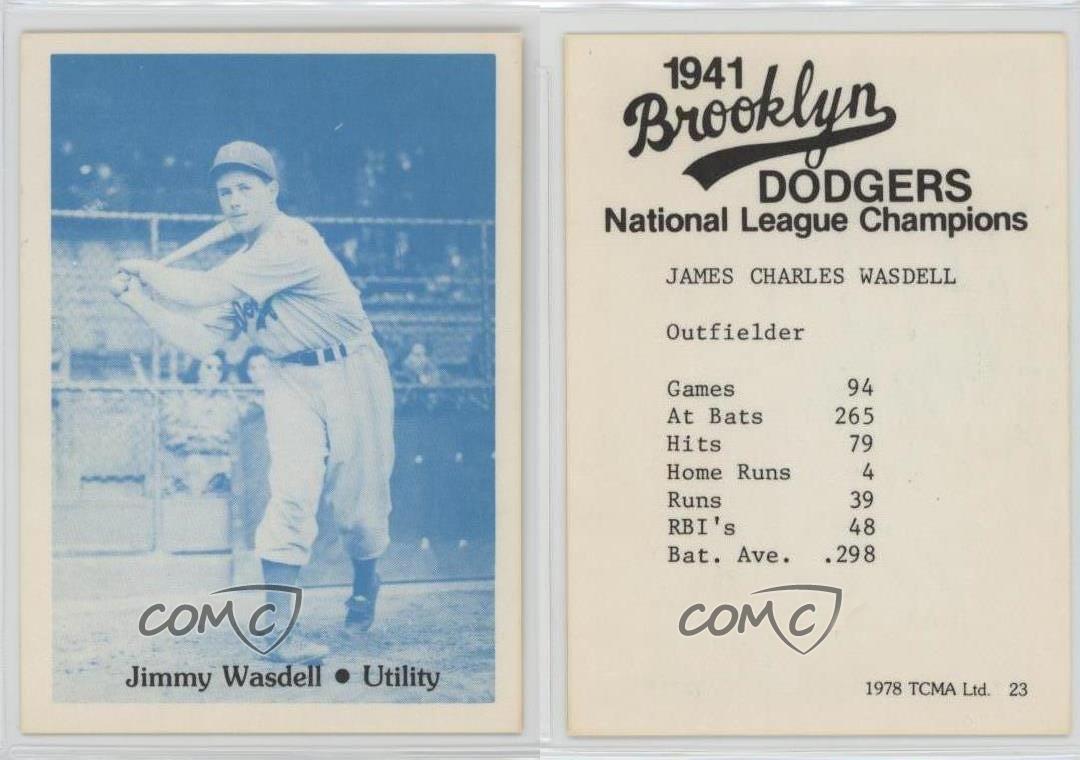 Jimmy Wasdell ● Utility
COMC
1941
Brooklyn
DODGERS
National League Champions
JAMES CHARLES WASDELL
Outfielder
Games 94
At Bats 265
Hits 79
Home Runs 4
Runs 39
RBI's 48
Bat. Ave. .298
COMC
1978 TCMA Ltd. 23